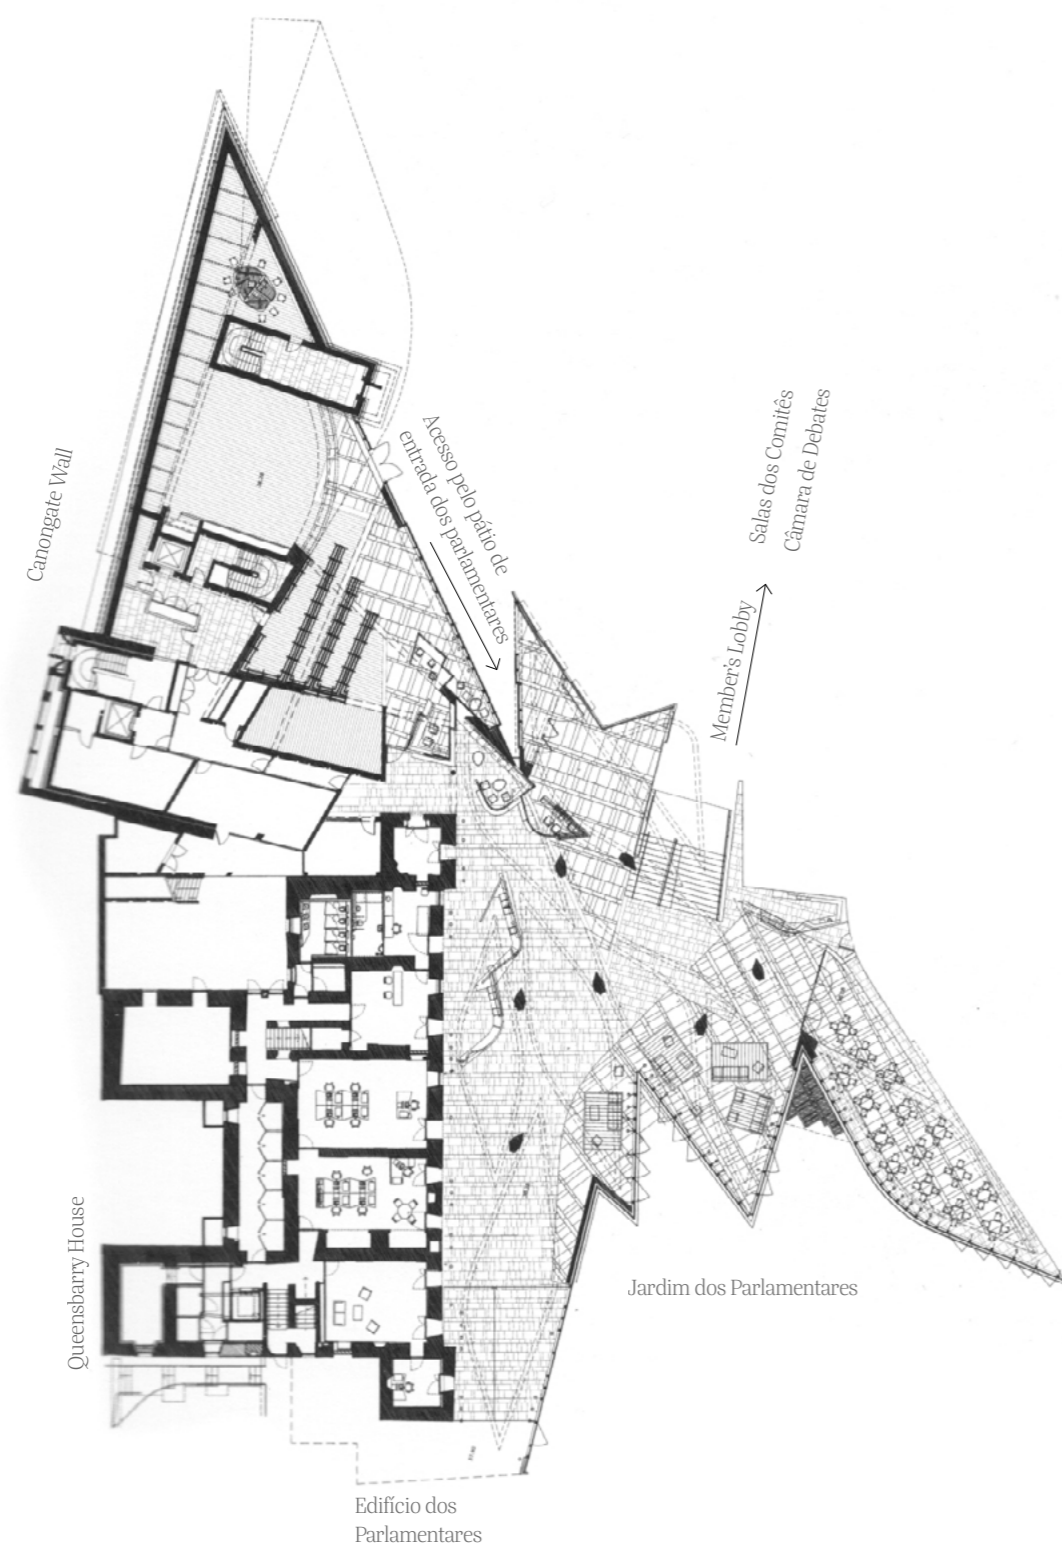 Canongate Wall
Acesso pelo pátio de
entrada dos parlamentares
Salas dos Comitês
Câmara de Debates
Member's Lobby
Queensbarry House
Jardim dos Parlamentares
Edifício dos
Parlamentares